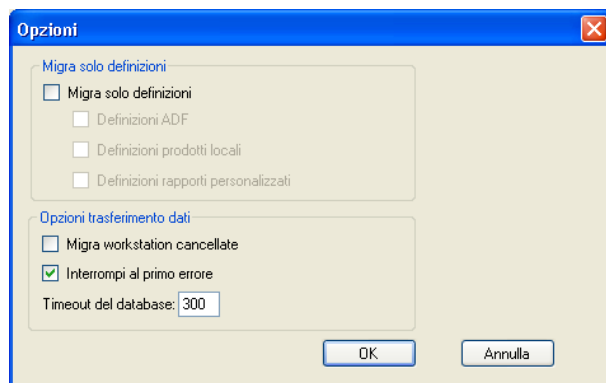 Opzioni
Migra solo definizioni
Migra solo definizioni
Definizioni ADF
Definizioni prodotti locali
Definizioni rapporti personalizzati
Opzioni trasferimento dati
Migra workstation cancellate
Interrompi al primo errore
Timeout del database: 300
OK Annulla